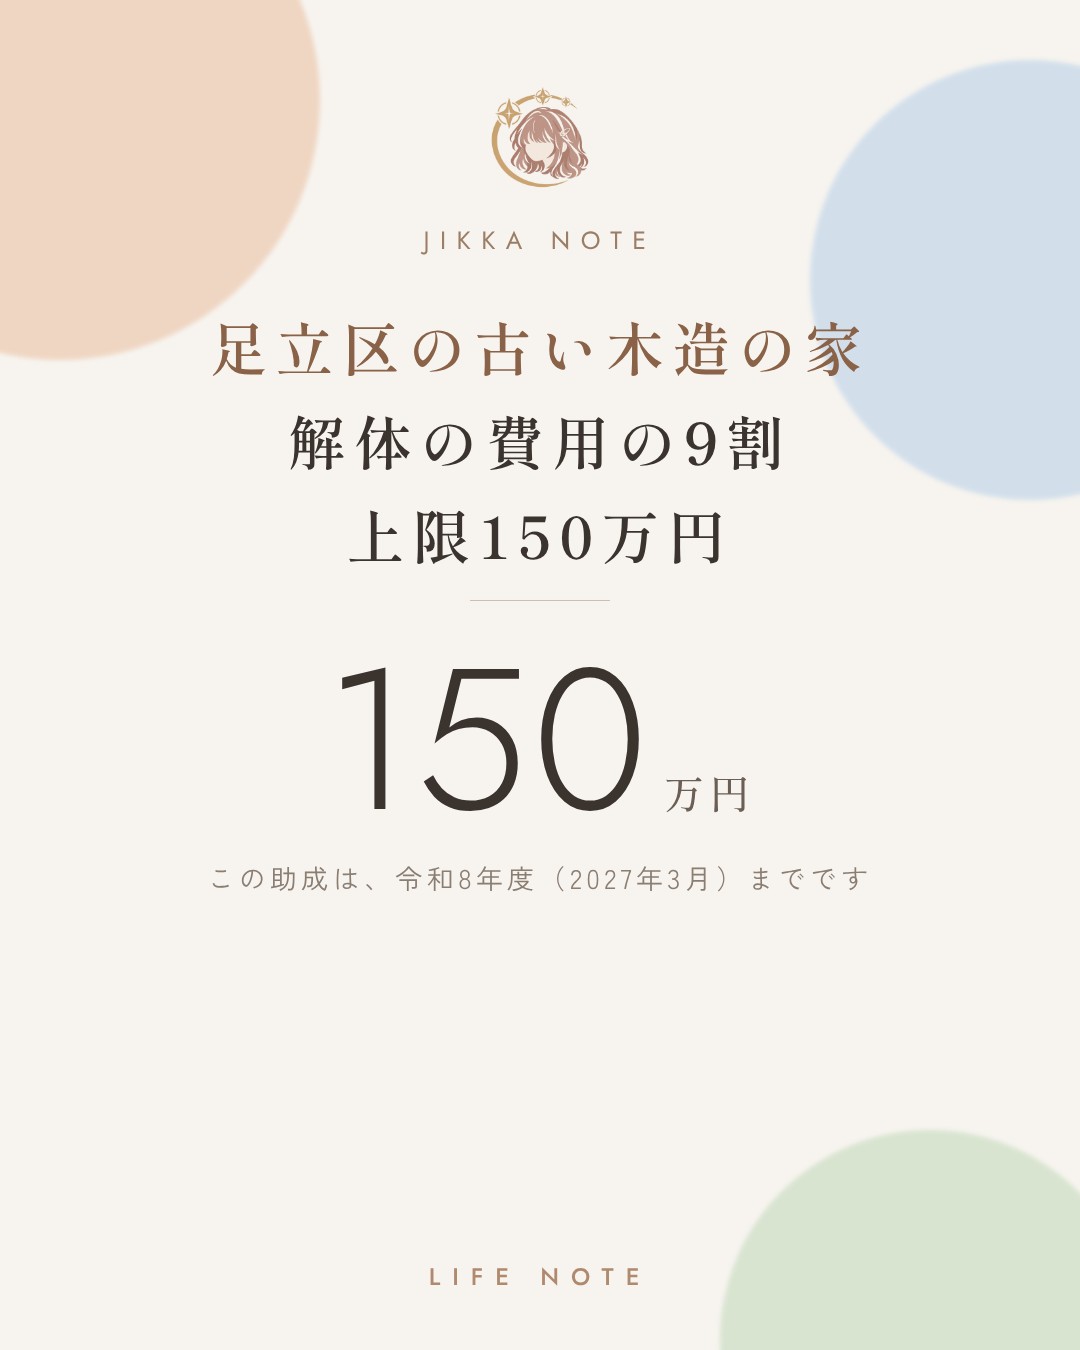 JIKKA NOTE
足立区の古い木造の家
解体の費用の9割
上限150万円
150万円
この助成は、令和8年度（2027年3月）までです
LIFE NOTE